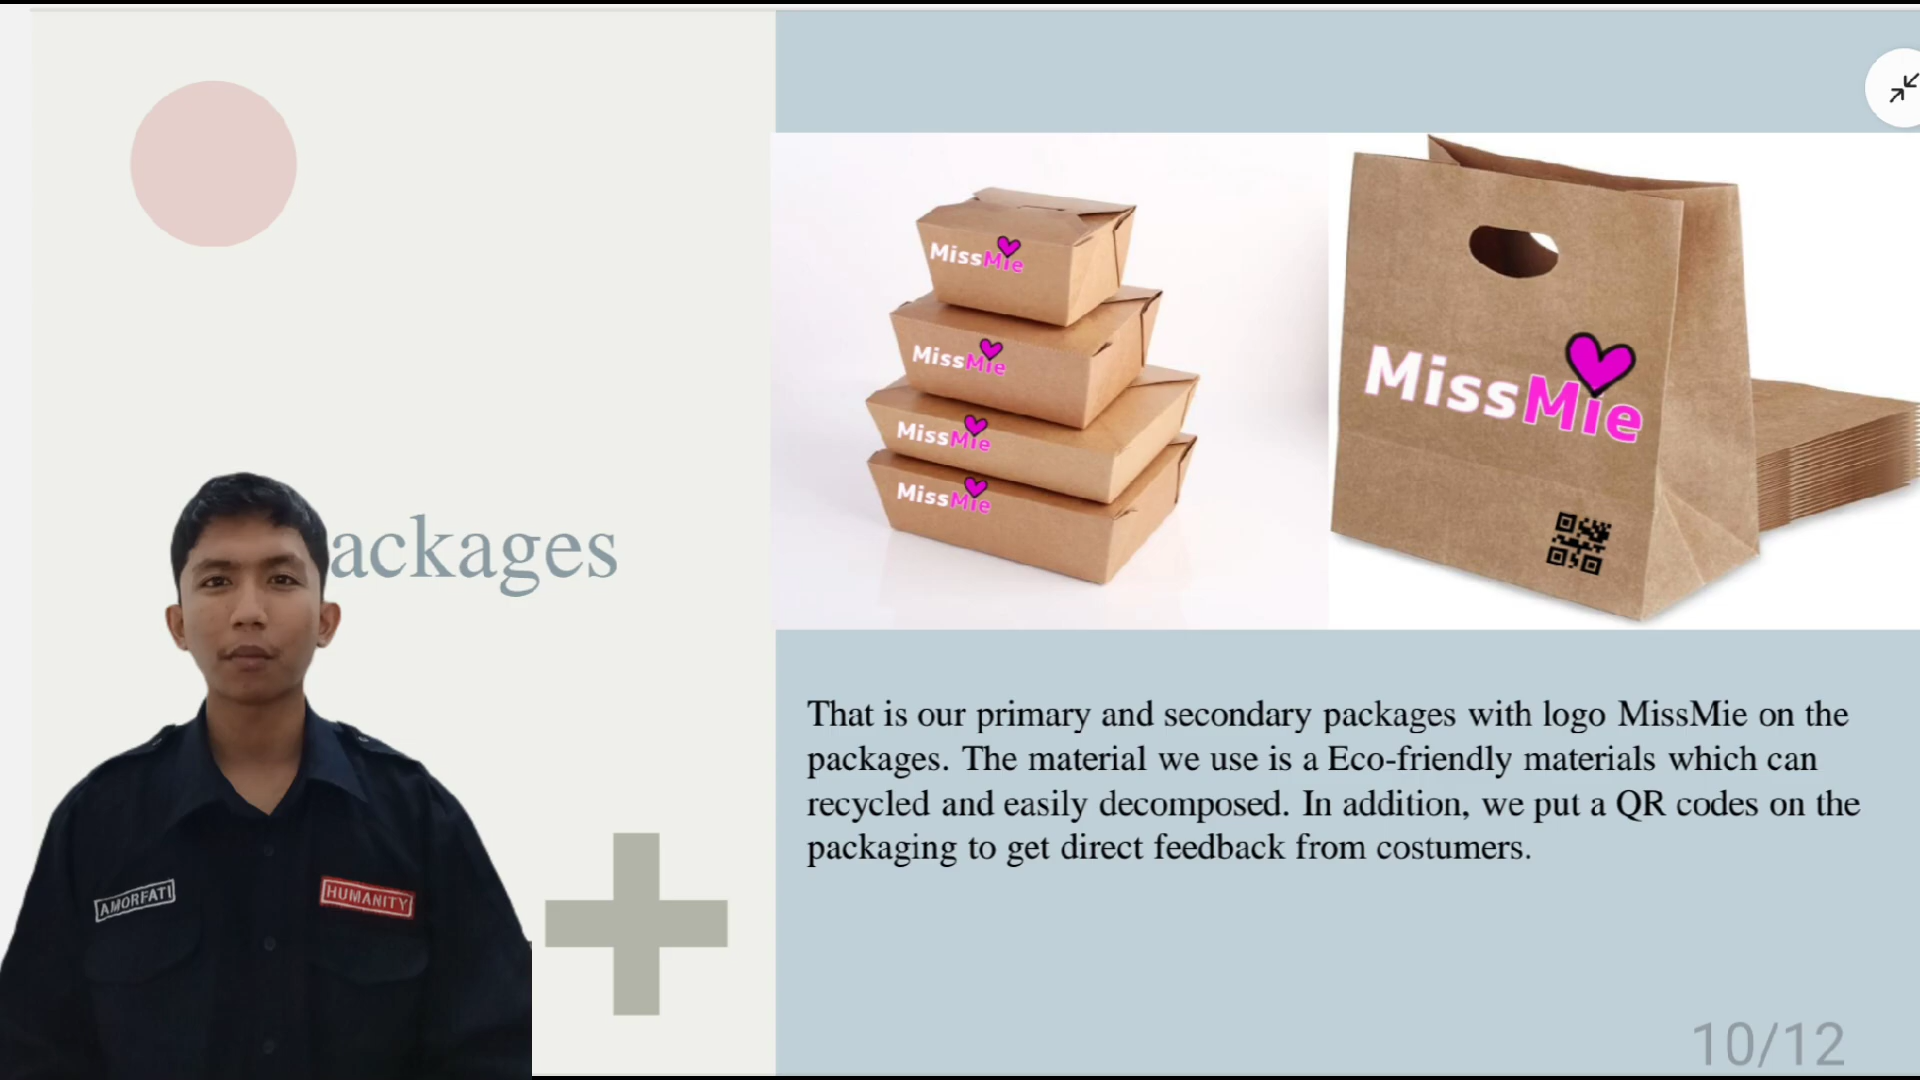 ackages
AMORFATI
HUMANITY
MissMie
MissMie
MissMie
MissMie
MissMie
That is our primary and secondary packages with logo MissMie on the
packages. The material we use is a Eco-friendly materials which can
recycled and easily decomposed. In addition, we put a QR codes on the
packaging to get direct feedback from costumers.
10/12